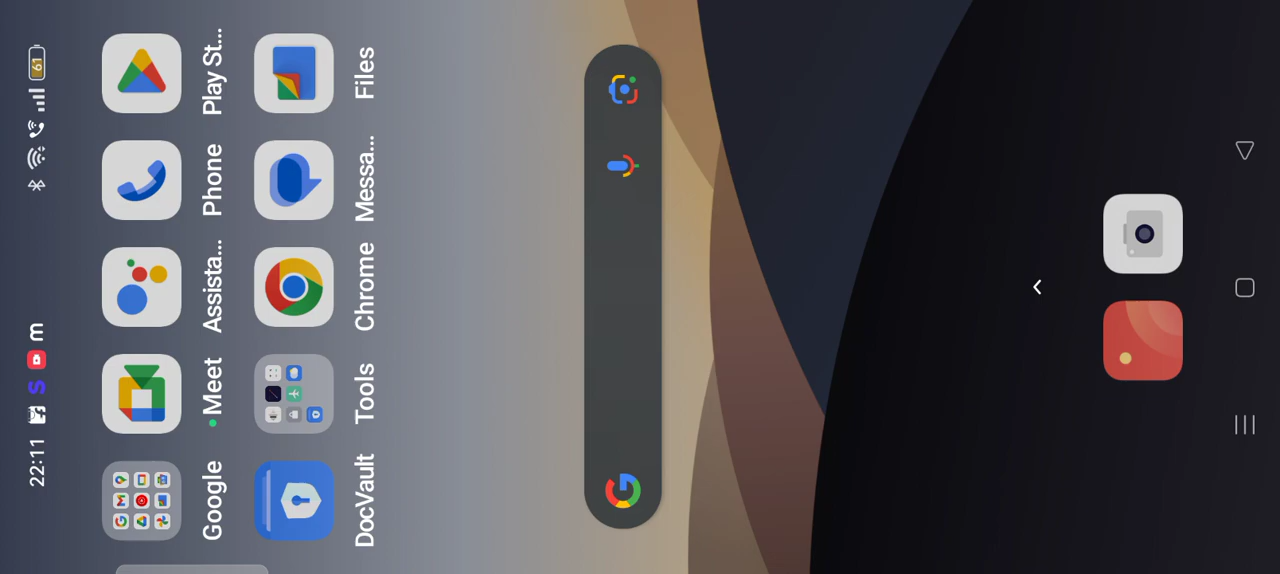 22:11 m 61
Google Meet Assista... Phone Play St...
DocVault Tools Chrome Messa... Files